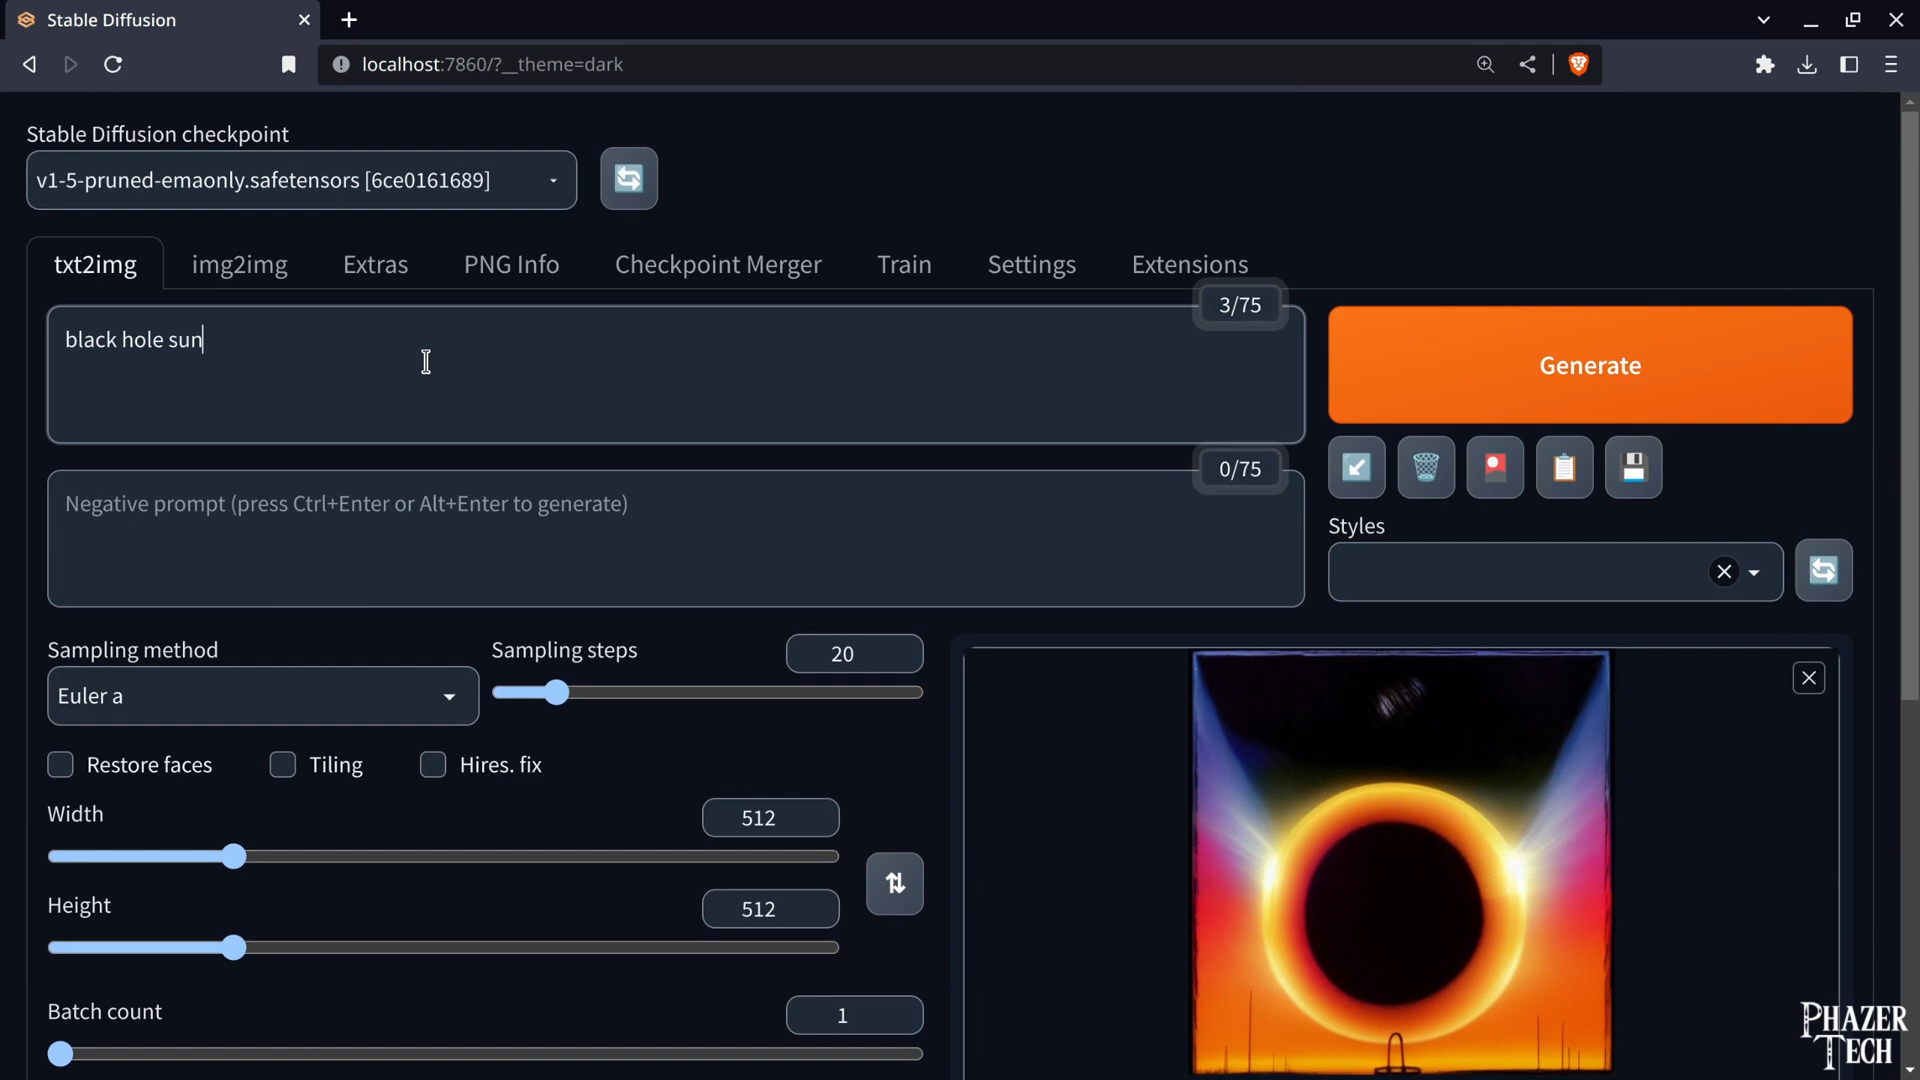 Stable Diffusion
localhost:7860/?__theme=dark
Stable Diffusion checkpoint
v1-5-pruned-emaonly.safetensors [6ce0161689]
txt2img
img2img
Extras
PNG Info
Checkpoint Merger
Train
Settings
Extensions
3/75
black hole sun
Generate
0/75
Negative prompt (press Ctrl+Enter or Alt+Enter to generate)
Styles
Sampling method
Sampling steps
20
Euler a
Restore faces
Tiling
Hires. fix
Width
512
Height
512
Batch count
1
PHAZER
TECH